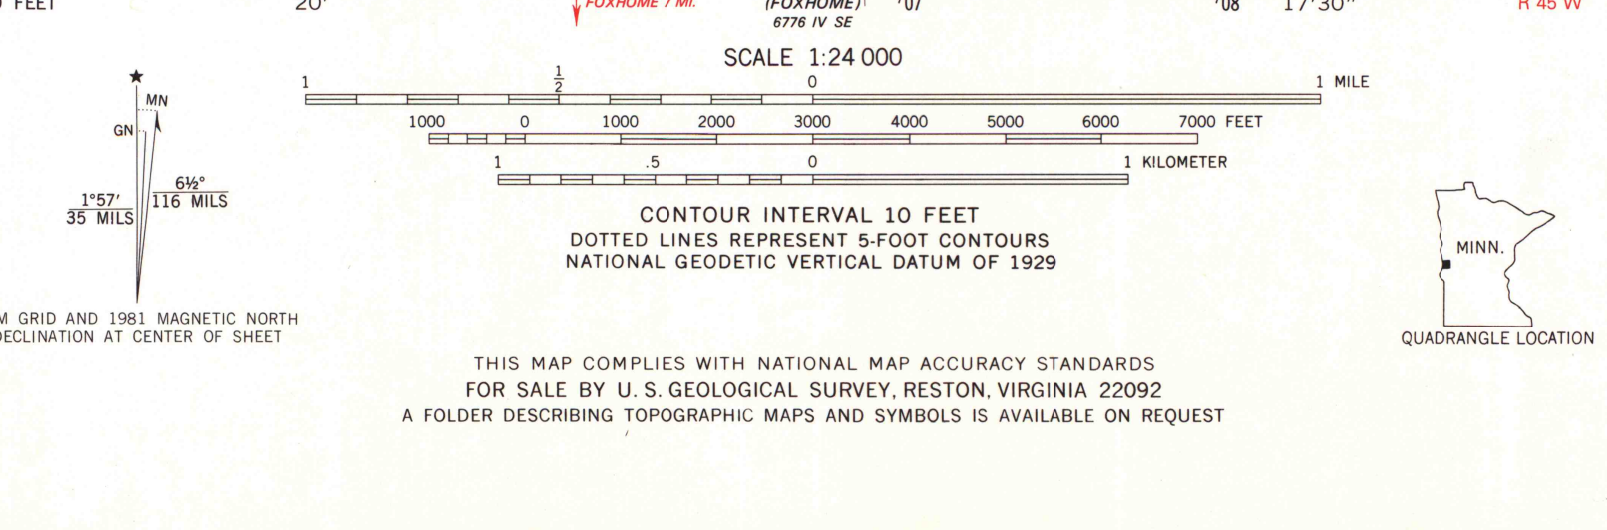 FEET 20' FOXHOME 7 MI. (FOXHOME) '07 '08 17'30" R 45 W
6776 IV SE
SCALE 1:24 000
1 1/2 0 1 MILE
1000 0 1000 2000 3000 4000 5000 6000 7000 FEET
1 .5 0 1 KILOMETER
★
MN
GN
1°57'
35 MILS
6½°
116 MILS
M GRID AND 1981 MAGNETIC NORTH
DECLINATION AT CENTER OF SHEET
CONTOUR INTERVAL 10 FEET
DOTTED LINES REPRESENT 5-FOOT CONTOURS
NATIONAL GEODETIC VERTICAL DATUM OF 1929
MINN.
QUADRANGLE LOCATION
THIS MAP COMPLIES WITH NATIONAL MAP ACCURACY STANDARDS
FOR SALE BY U. S. GEOLOGICAL SURVEY, RESTON, VIRGINIA 22092
A FOLDER DESCRIBING TOPOGRAPHIC MAPS AND SYMBOLS IS AVAILABLE ON REQUEST